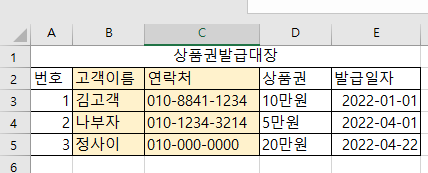 A B C D E
1 상품권발급대장
2 번호 고객이름 연락처 상품권 발급일자
3 1 김고객 010-8841-1234 10만원 2022-01-01
4 2 나부자 010-1234-3214 5만원 2022-04-01
5 3 정사이 010-000-0000 20만원 2022-04-22
6